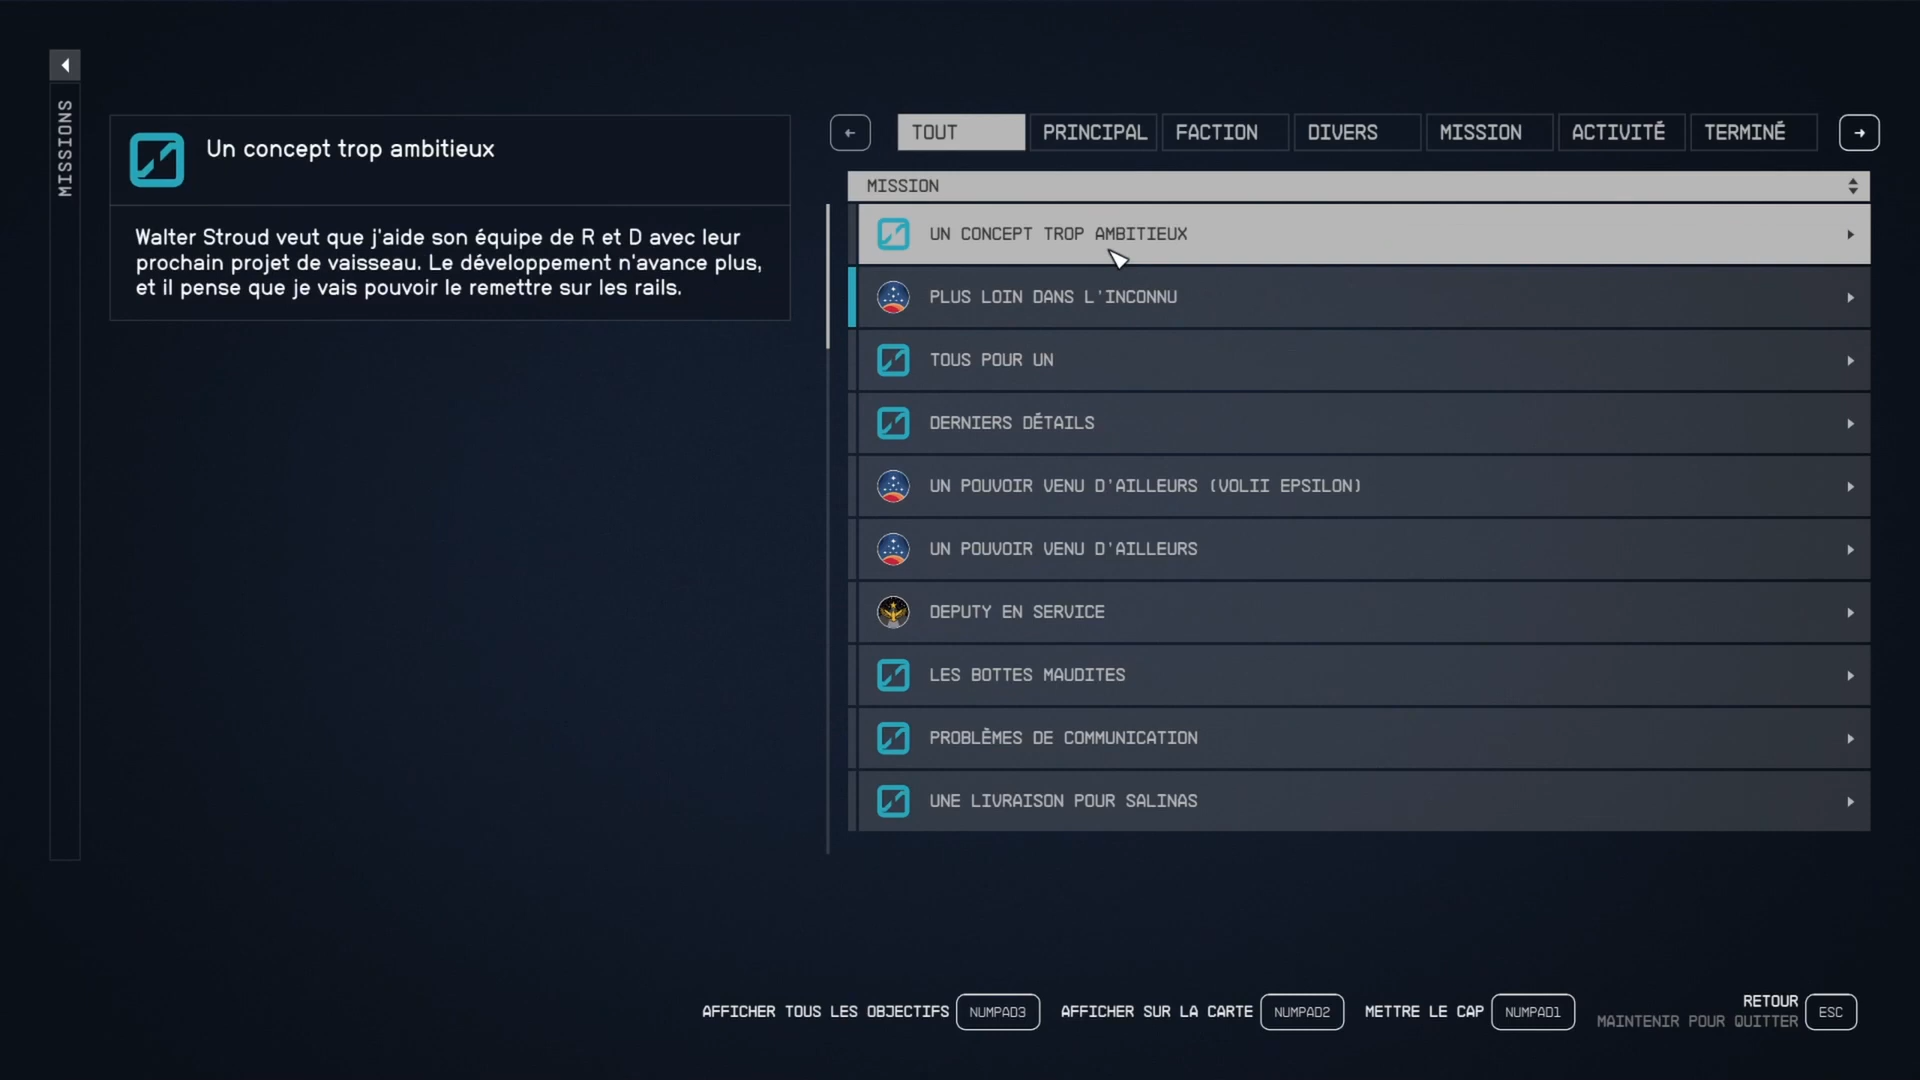 MISSIONS
Un concept trop ambitieux
Walter Stroud veut que j'aide son équipe de R et D avec leur
prochain projet de vaisseau. Le développement n'avance plus,
et il pense que je vais pouvoir le remettre sur les rails.
TOUT PRINCIPAL FACTION DIVERS MISSION ACTIVITÉ TERMINÉ
MISSION
UN CONCEPT TROP AMBITIEUX
PLUS LOIN DANS L'INCONNU
TOUS POUR UN
DERNIERS DÉTAILS
UN POUVOIR VENU D'AILLEURS (VOLII EPSILON)
UN POUVOIR VENU D'AILLEURS
DEPUTY EN SERVICE
LES BOTTES MAUDITES
PROBLÈMES DE COMMUNICATION
UNE LIVRAISON POUR SALINAS
AFFICHER TOUS LES OBJECTIFS NUMPAD3 AFFICHER SUR LA CARTE NUMPAD2 METTRE LE CAP NUMPAD1 RETOUR ESC
MAINTENIR POUR QUITTER